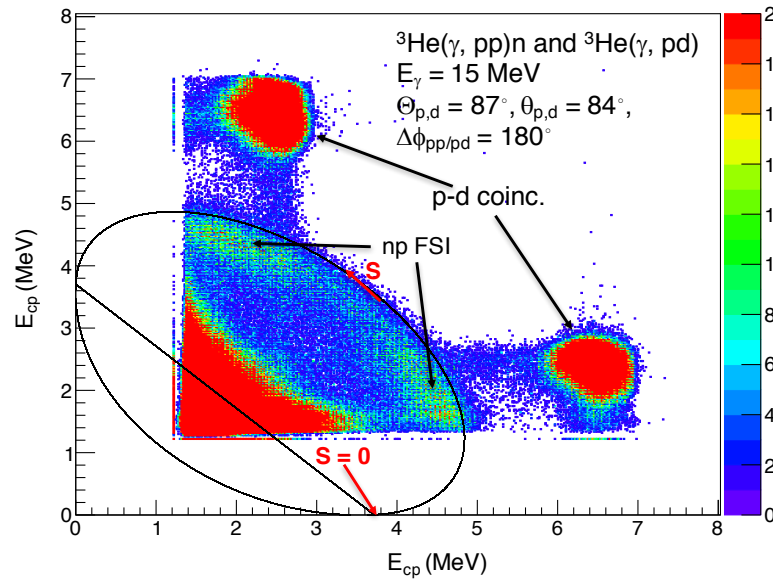 ³He(γ, pp)n and ³He(γ, pd)
E_γ = 15 MeV
Θ_p,d = 87°, θ_p,d = 84°,
Δϕ_pp/pd = 180°
p-d coinc.
np FSI
S
S = 0
E_cp (MeV)
8
7
6
5
4
3
2
1
0
0 1 2 3 4 5 6 7 8
E_cp (MeV)
2
1
1
1
1
1
8
6
4
2
0